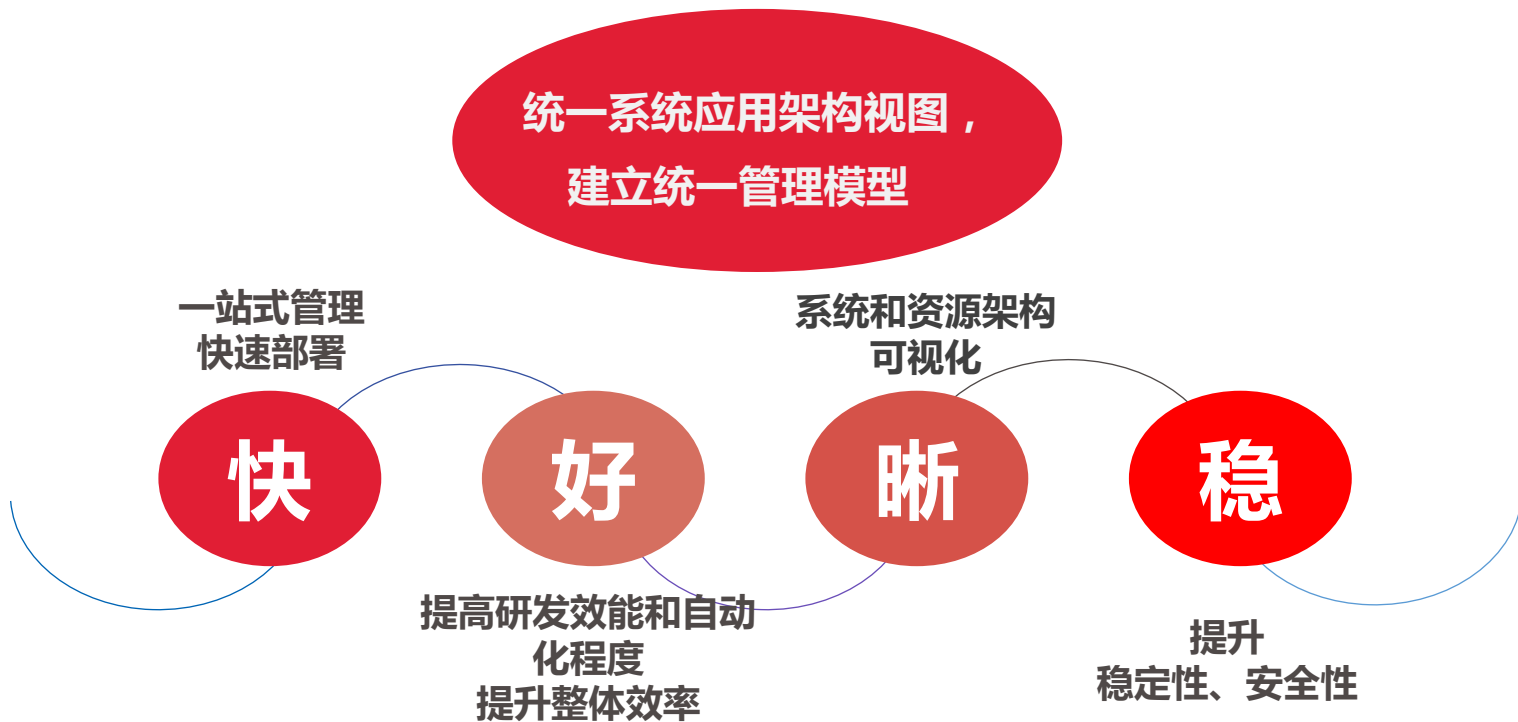 统一系统应用架构视图，
建立统一管理模型
一站式管理
快速部署
系统和资源架构
可视化
快
好
晰
稳
提高研发效能和自动
化程度
提升整体效率
提升
稳定性、安全性